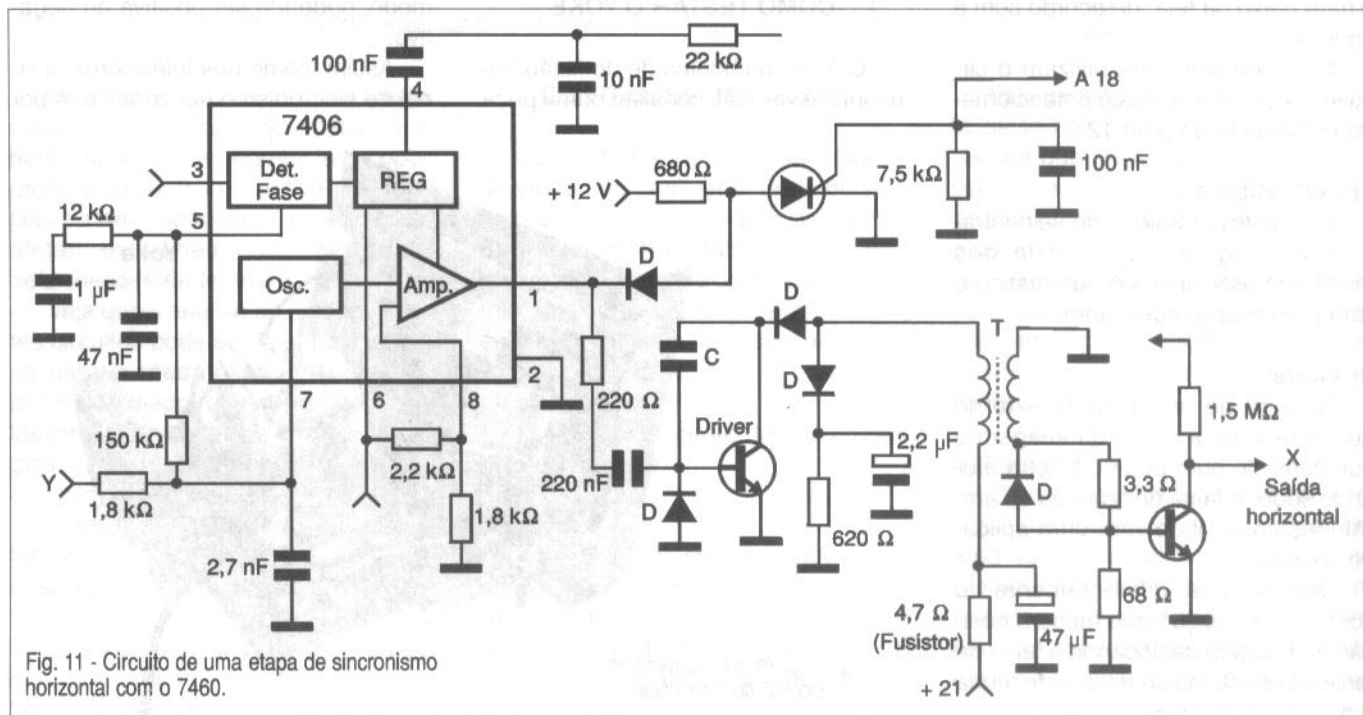 COMO TESTAR O YOKE
100 nF
10 nF
22 kΩ
A 18
4
7406
3
Det.
Fase
REG
680 Ω
+ 12 V
7,5 kΩ
100 nF
12 kΩ
5
1 µF
Osc.
Amp.
1
D
47 nF
2
7
6
8
220 Ω
C
D
D
T
150 kΩ
2,2 kΩ
Driver
2,2 µF
1,5 MΩ
X
Saída
horizontal
Y
1,8 kΩ
220 nF
D
1,8 kΩ
620 Ω
D
3,3 Ω
2,7 nF
68 Ω
4,7 Ω
(Fusistor)
47 µF
+ 21
Fig. 11 - Circuito de uma etapa de sincronismo
horizontal com o 7460.